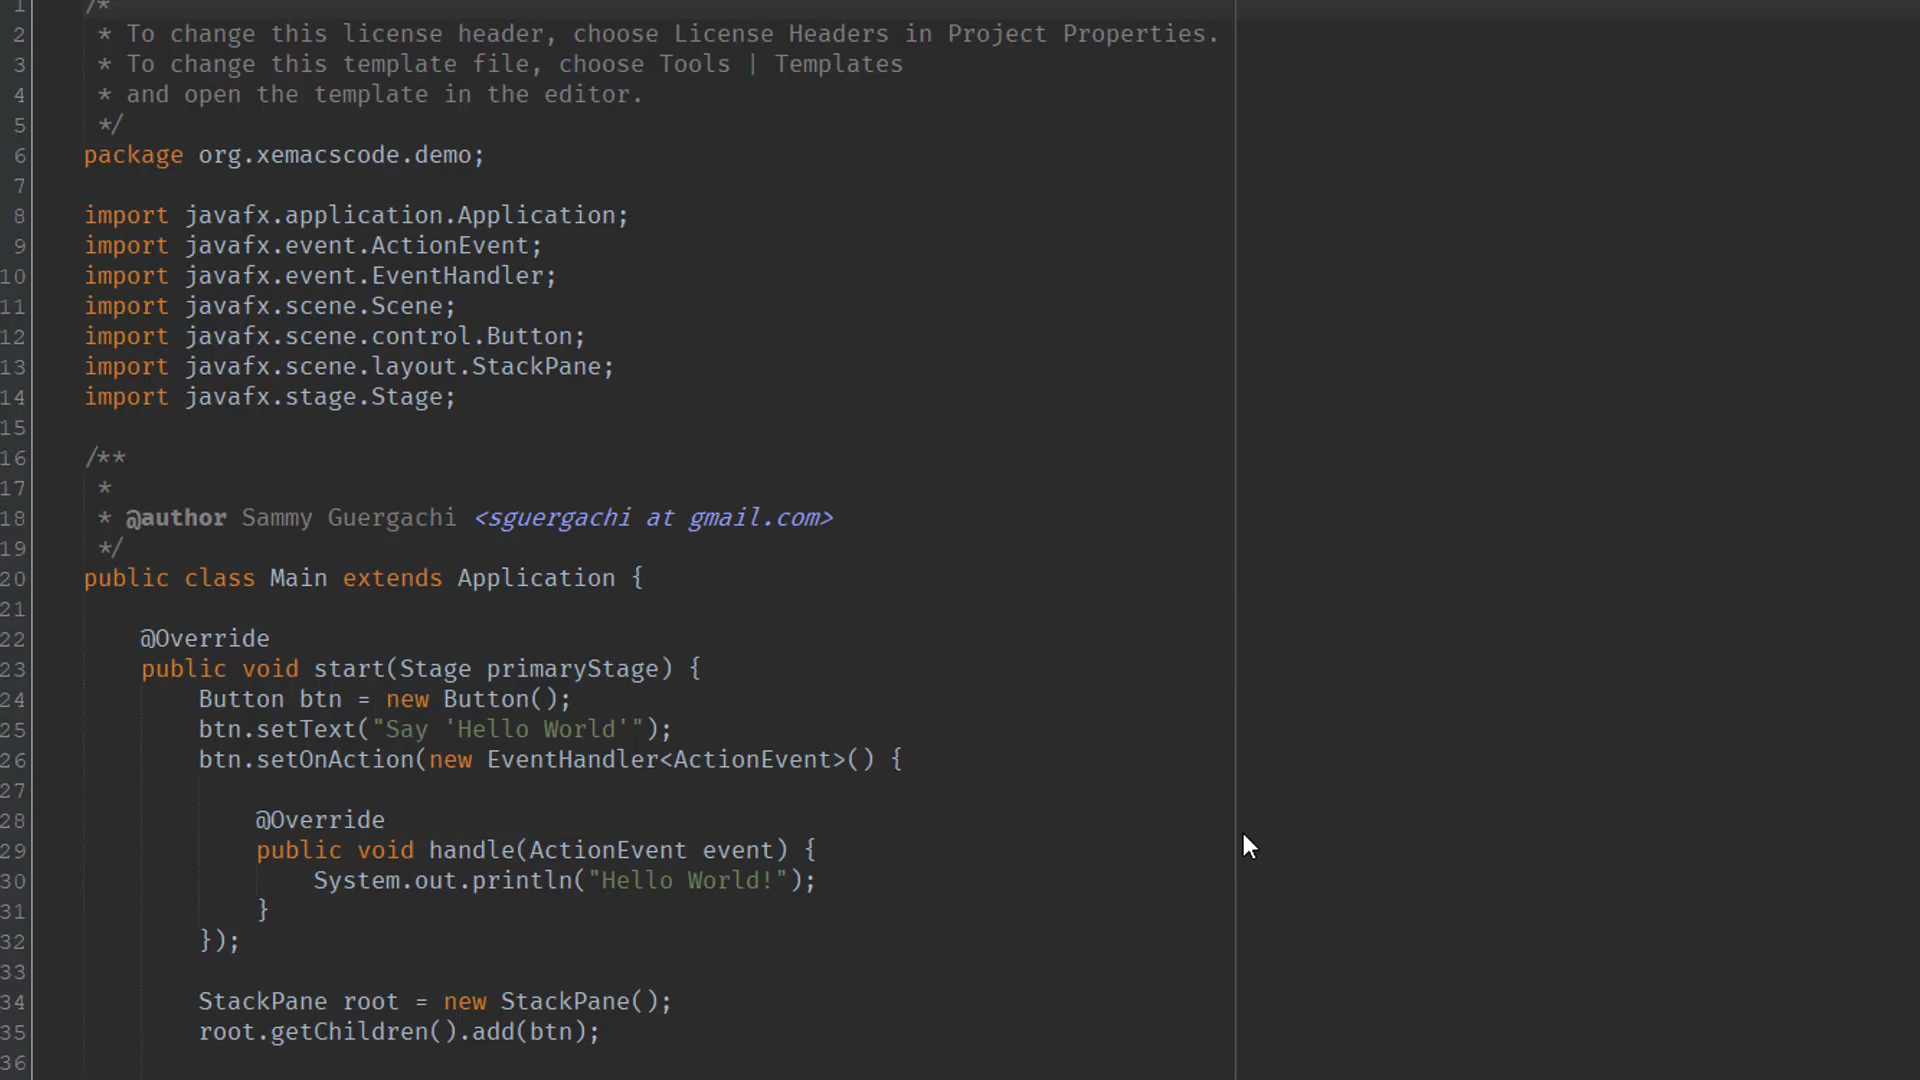 1 /*
2  * To change this license header, choose License Headers in Project Properties.
3  * To change this template file, choose Tools | Templates
4  * and open the template in the editor.
5  */
6 package org.xemacscode.demo;
7
8 import javafx.application.Application;
9 import javafx.event.ActionEvent;
10 import javafx.event.EventHandler;
11 import javafx.scene.Scene;
12 import javafx.scene.control.Button;
13 import javafx.scene.layout.StackPane;
14 import javafx.stage.Stage;
15
16 /**
17  *
18  * @author Sammy Guergachi <sguergachi at gmail.com>
19  */
20 public class Main extends Application {
21
22     @Override
23     public void start(Stage primaryStage) {
24         Button btn = new Button();
25         btn.setText("Say 'Hello World'");
26         btn.setOnAction(new EventHandler<ActionEvent>() {
27
28             @Override
29             public void handle(ActionEvent event) {
30                 System.out.println("Hello World!");
31             }
32         });
33
34         StackPane root = new StackPane();
35         root.getChildren().add(btn);
36